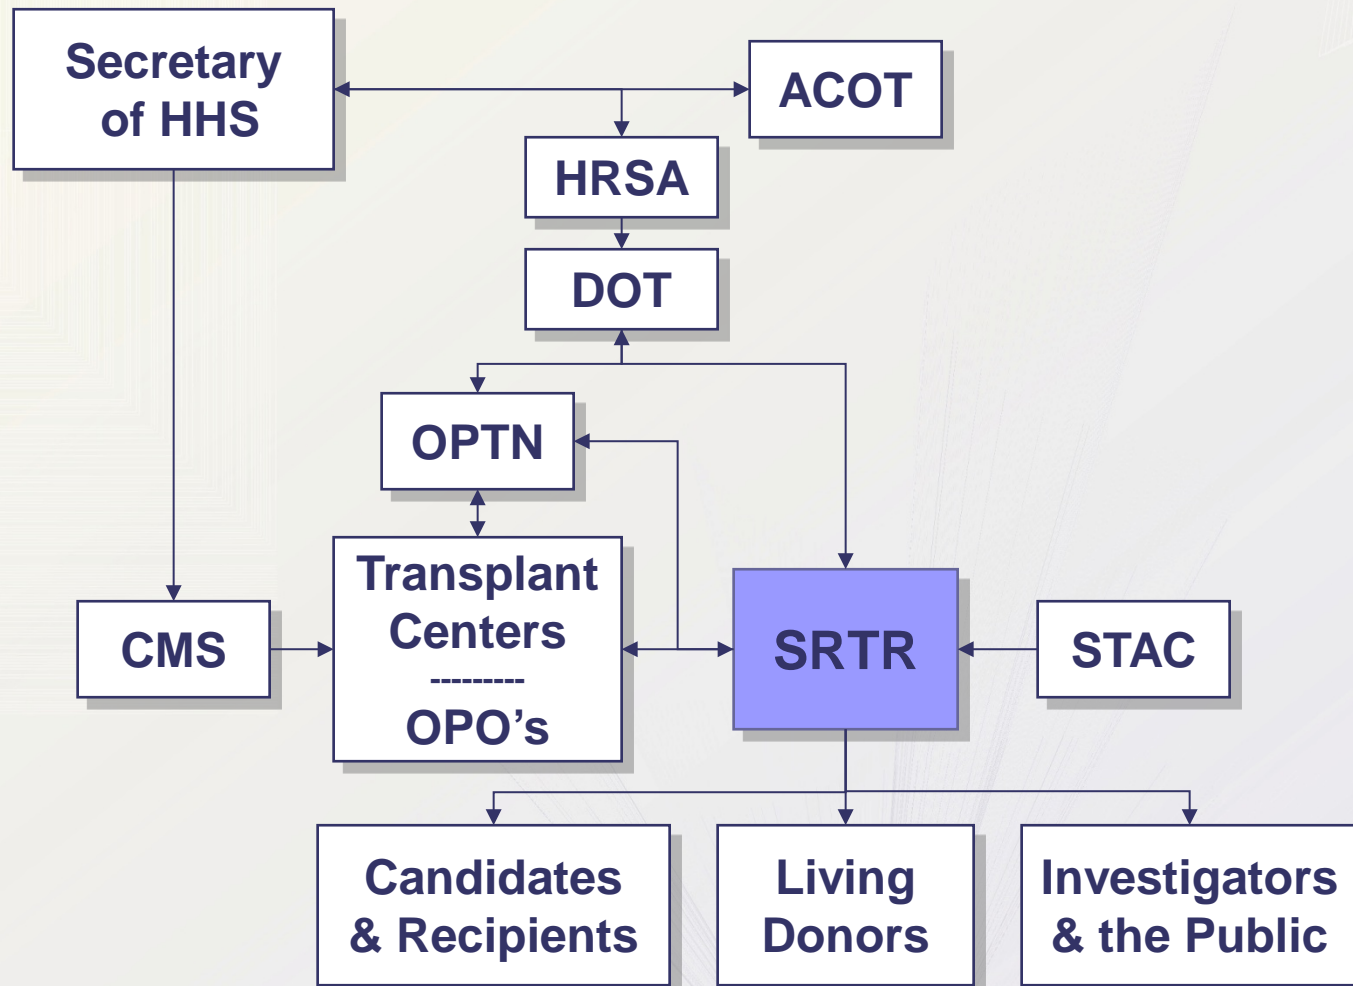 Secretary
of HHS
ACOT
HRSA
DOT
OPTN
Transplant
Centers
---------
OPO’s
CMS
SRTR
STAC
Candidates
& Recipients
Living
Donors
Investigators
& the Public